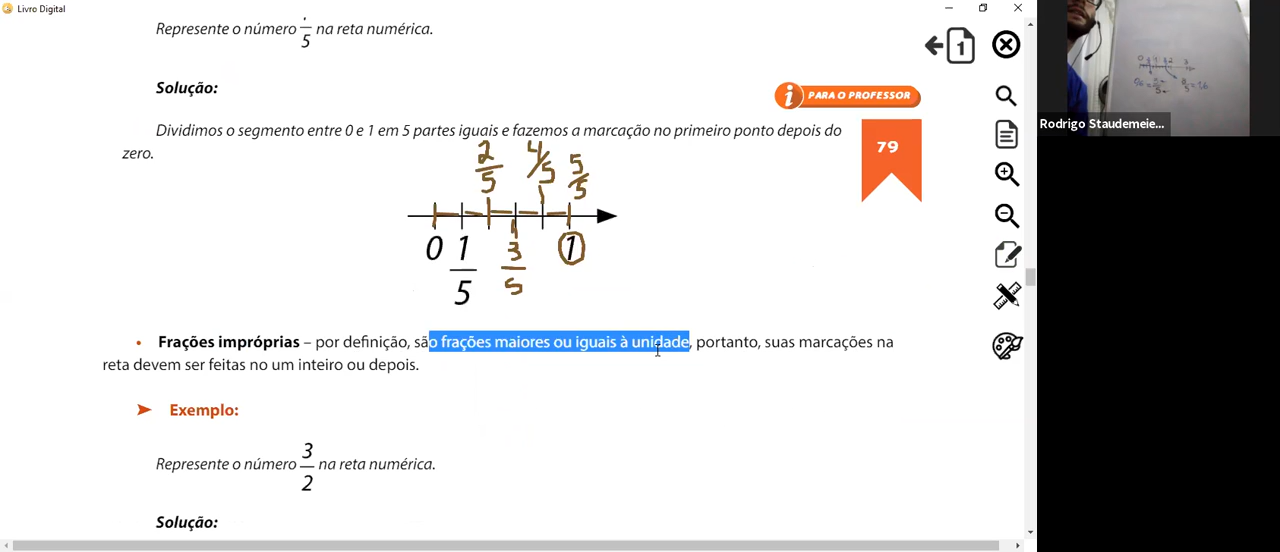 Livro Digital
Represente o número 1/5 na reta numérica.
Solução:
PARA O PROFESSOR
Dividimos o segmento entre 0 e 1 em 5 partes iguais e fazemos a marcação no primeiro ponto depois do
zero.
79
2/5 4/5 5/5
0 1/5 3/5 1
• Frações impróprias – por definição, são frações maiores ou iguais à unidade, portanto, suas marcações na
reta devem ser feitas no um inteiro ou depois.
Exemplo:
Represente o número 3/2 na reta numérica.
Solução:
1
Rodrigo Staudemeie...